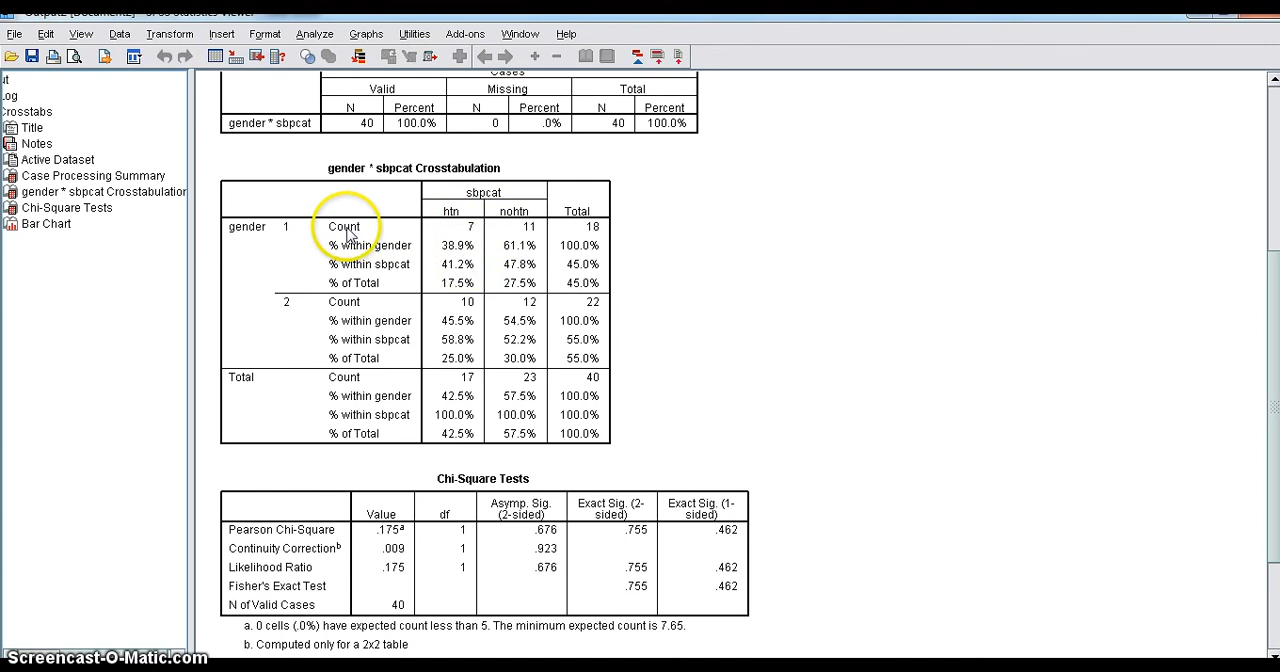 File Edit View Data Transform Insert Format Analyze Graphs Utilities Add-ons Window Help
Log
Crosstabs
Title
Notes
Active Dataset
Case Processing Summary
gender * sbpcat Crosstabulation
Chi-Square Tests
Bar Chart
Cases
Valid Missing Total
N Percent N Percent N Percent
gender * sbpcat 40 100.0% 0 .0% 40 100.0%
gender * sbpcat Crosstabulation
sbpcat
htn nohtn Total
gender 1 Count 7 11 18
% within gender 38.9% 61.1% 100.0%
% within sbpcat 41.2% 47.8% 45.0%
% of Total 17.5% 27.5% 45.0%
2 Count 10 12 22
% within gender 45.5% 54.5% 100.0%
% within sbpcat 58.8% 52.2% 55.0%
% of Total 25.0% 30.0% 55.0%
Total Count 17 23 40
% within gender 42.5% 57.5% 100.0%
% within sbpcat 100.0% 100.0% 100.0%
% of Total 42.5% 57.5% 100.0%
Chi-Square Tests
Value df Asymp. Sig. (2-sided) Exact Sig. (2-sided) Exact Sig. (1-sided)
Pearson Chi-Square .175a 1 .676 .755 .462
Continuity Correctionb .009 1 .923
Likelihood Ratio .175 1 .676 .755 .462
Fisher's Exact Test .755 .462
N of Valid Cases 40
a. 0 cells (.0%) have expected count less than 5. The minimum expected count is 7.65.
b. Computed only for a 2x2 table
Screencast-O-Matic.com